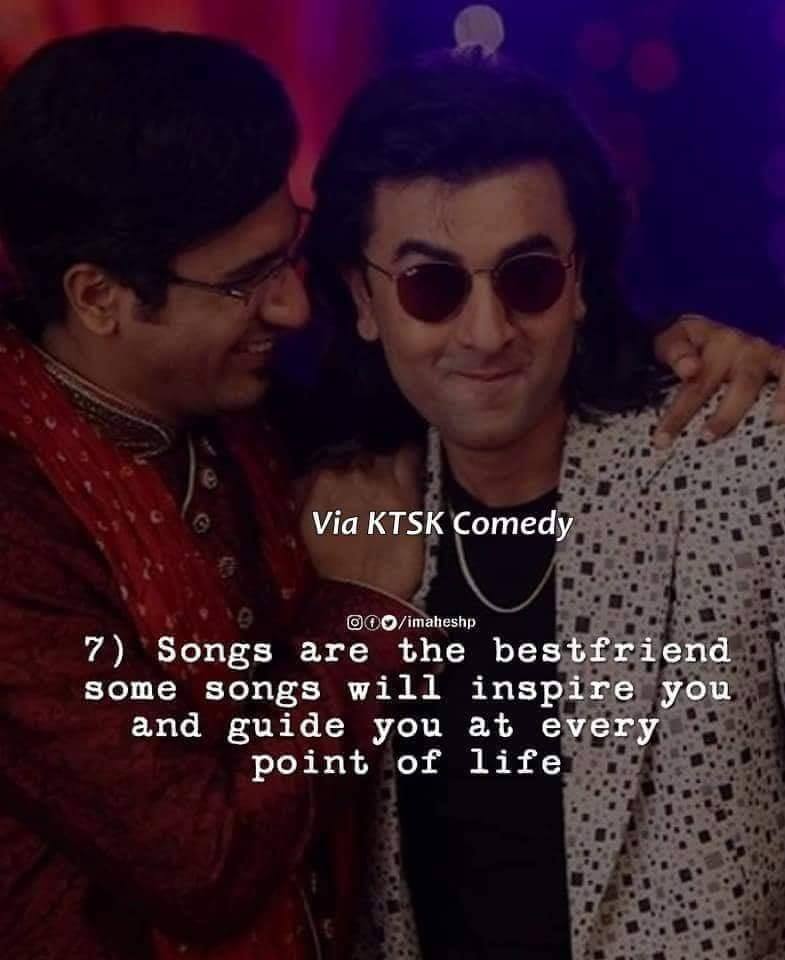 Via KTSK Comedy
/imaheshp
7) Songs are the bestfriend
some songs will inspire you
and guide you at every
point of life